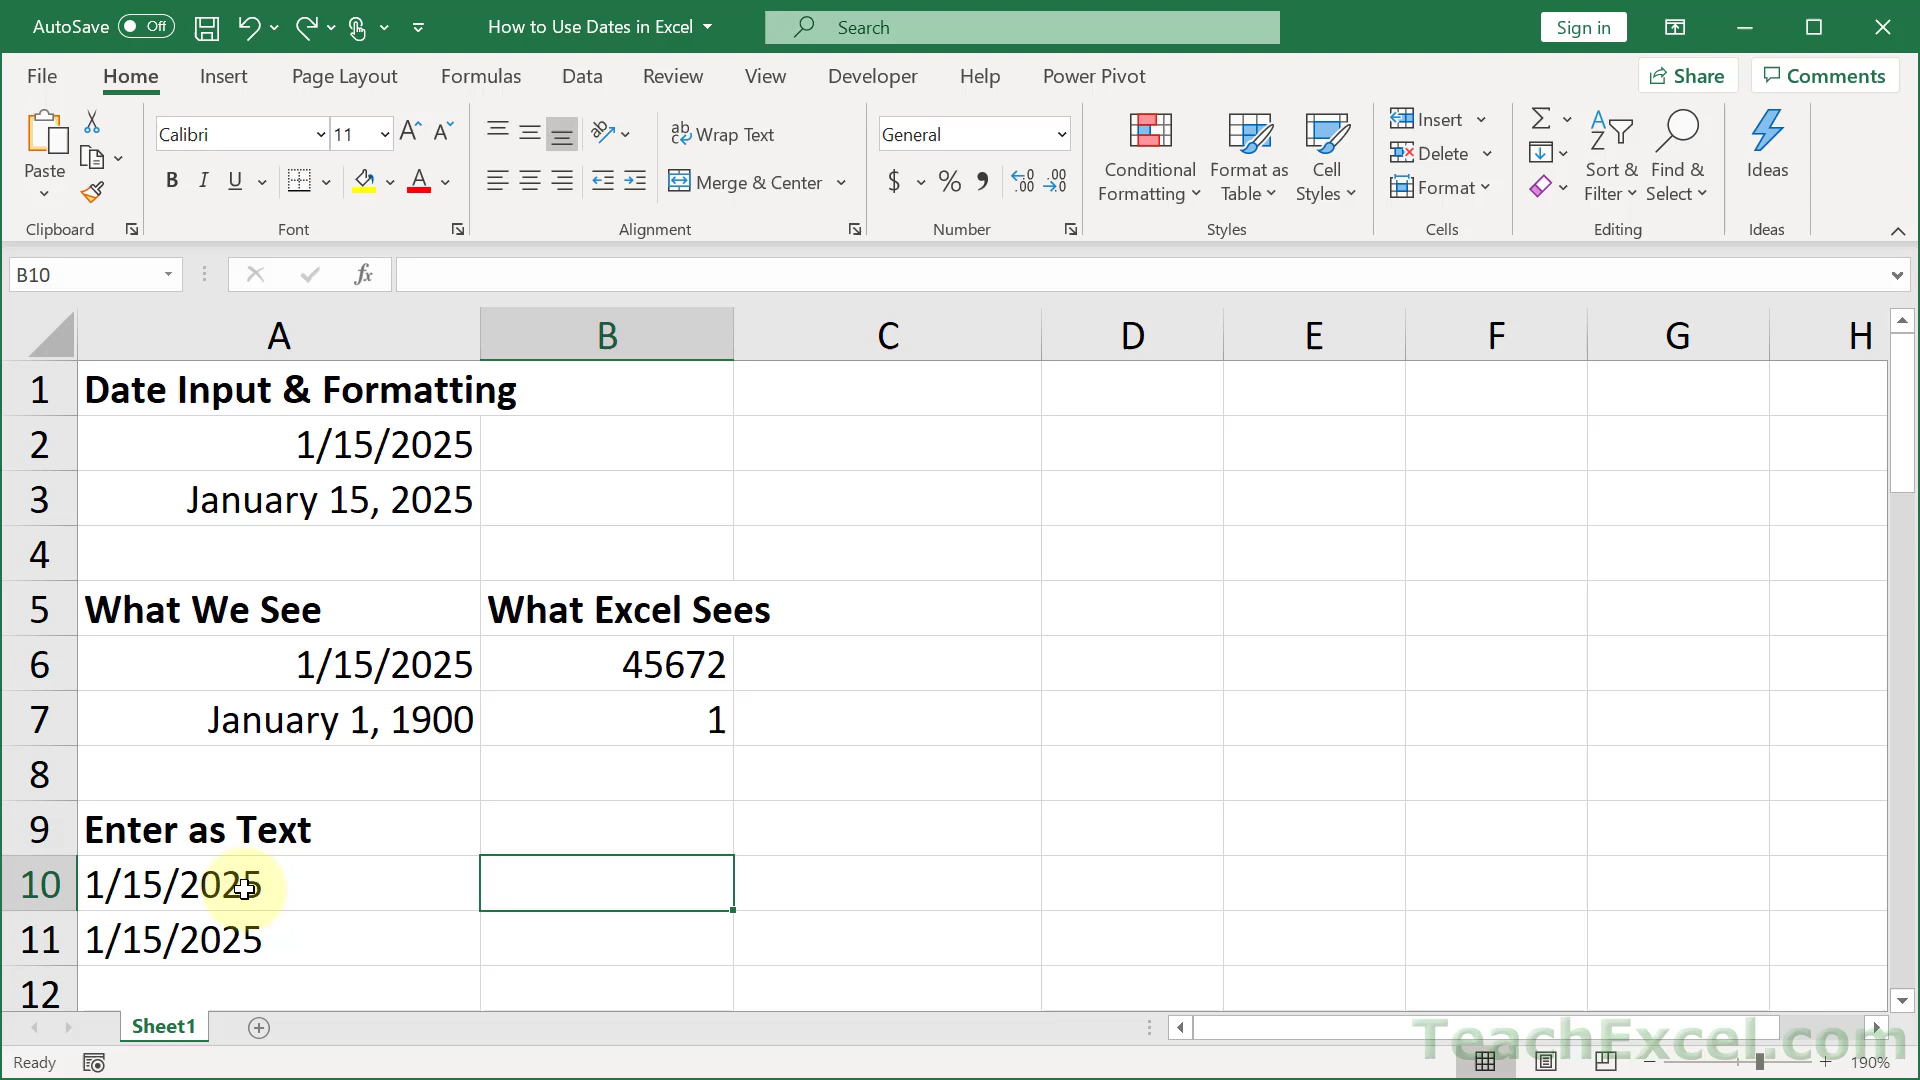 AutoSave Off How to Use Dates in Excel Search Sign in
File Home Insert Page Layout Formulas Data Review View Developer Help Power Pivot Share Comments
Paste
Clipboard
Calibri 11
B I U A
Font
ab Wrap Text
Merge & Center
Alignment
General
$ % 9 .00 .00
Number
Conditional Formatting
Format as Table
Cell Styles
Styles
Insert
Delete
Format
Cells
Sort & Filter
Find & Select
Editing
Ideas
Ideas
B10 fx
A B C D E F G H
1 Date Input & Formatting
2 1/15/2025
3 January 15, 2025
4
5 What We See What Excel Sees
6 1/15/2025 45672
7 January 1, 1900 1
8
9 Enter as Text
10 1/15/2025
11 1/15/2025
12
Sheet1
TeachExcel.com
Ready 190%